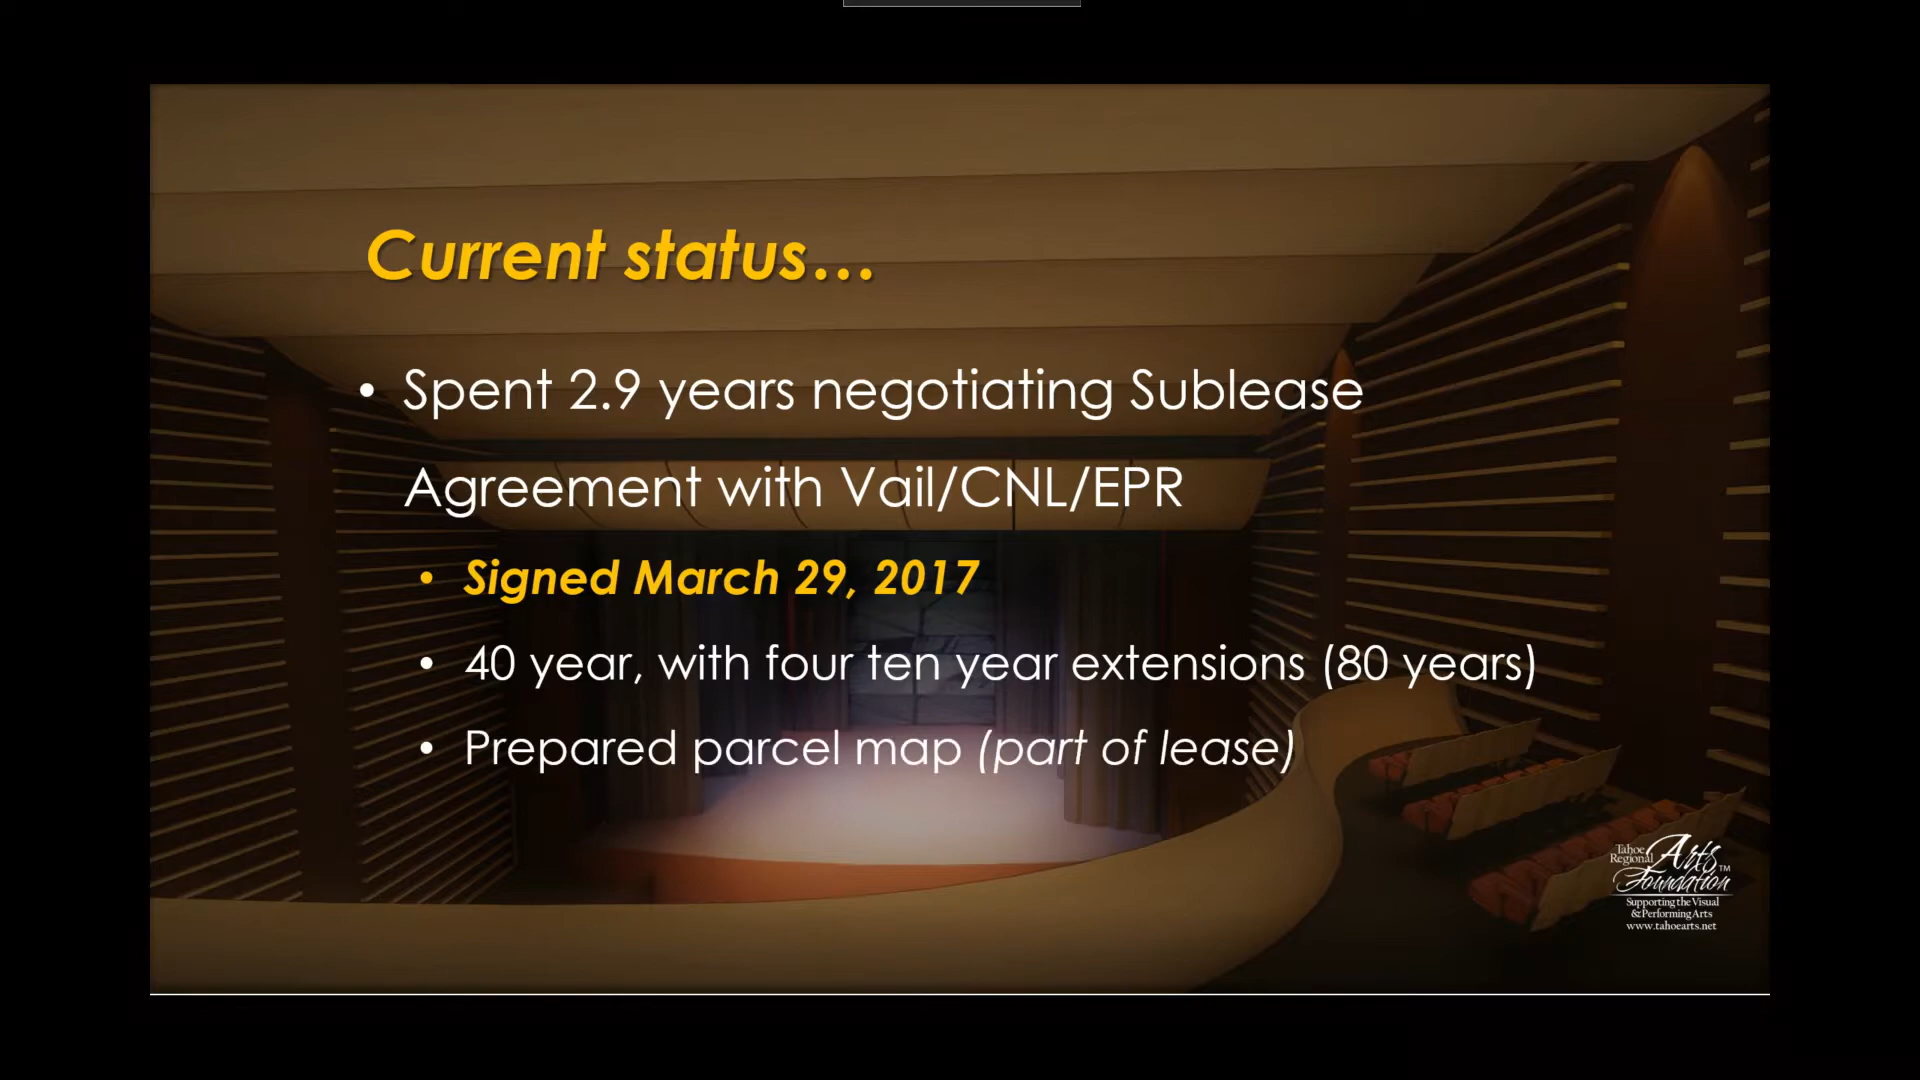 Current status...
• Spent 2.9 years negotiating Sublease
Agreement with Vail/CNL/EPR
• Signed March 29, 2017
• 40 year, with four ten year extensions (80 years)
• Prepared parcel map (part of lease)
Tahoe
Regional Arts
Foundation™
Supporting the Visual
& Performing Arts
www.tahoearts.net